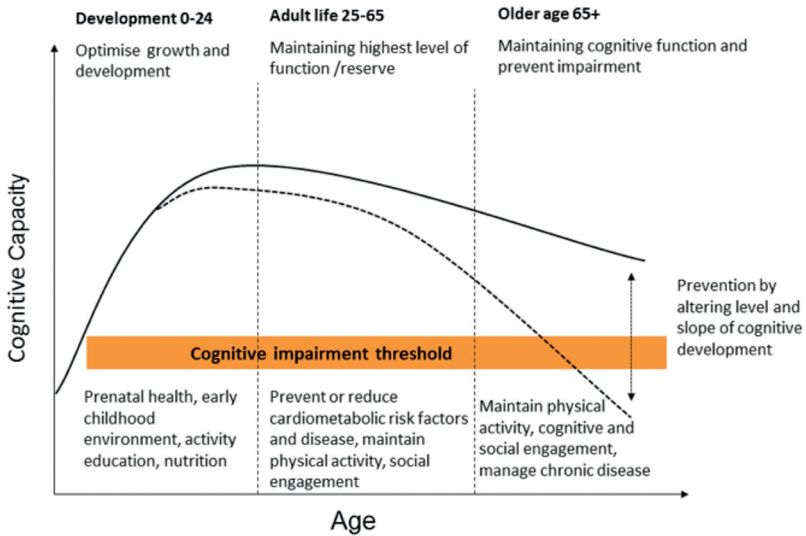 Development 0-24
Optimise growth and
development
Adult life 25-65
Maintaining highest level of
function /reserve
Older age 65+
Maintaining cognitive function and
prevent impairment
Cognitive Capacity
Prevention by
altering level and
slope of cognitive
development
Cognitive impairment threshold
Prenatal health, early
childhood
environment, activity
education, nutrition
Prevent or reduce
cardiometabolic risk factors
and disease, maintain
physical activity, social
engagement
Maintain physical
activity, cognitive and
social engagement,
manage chronic disease
Age